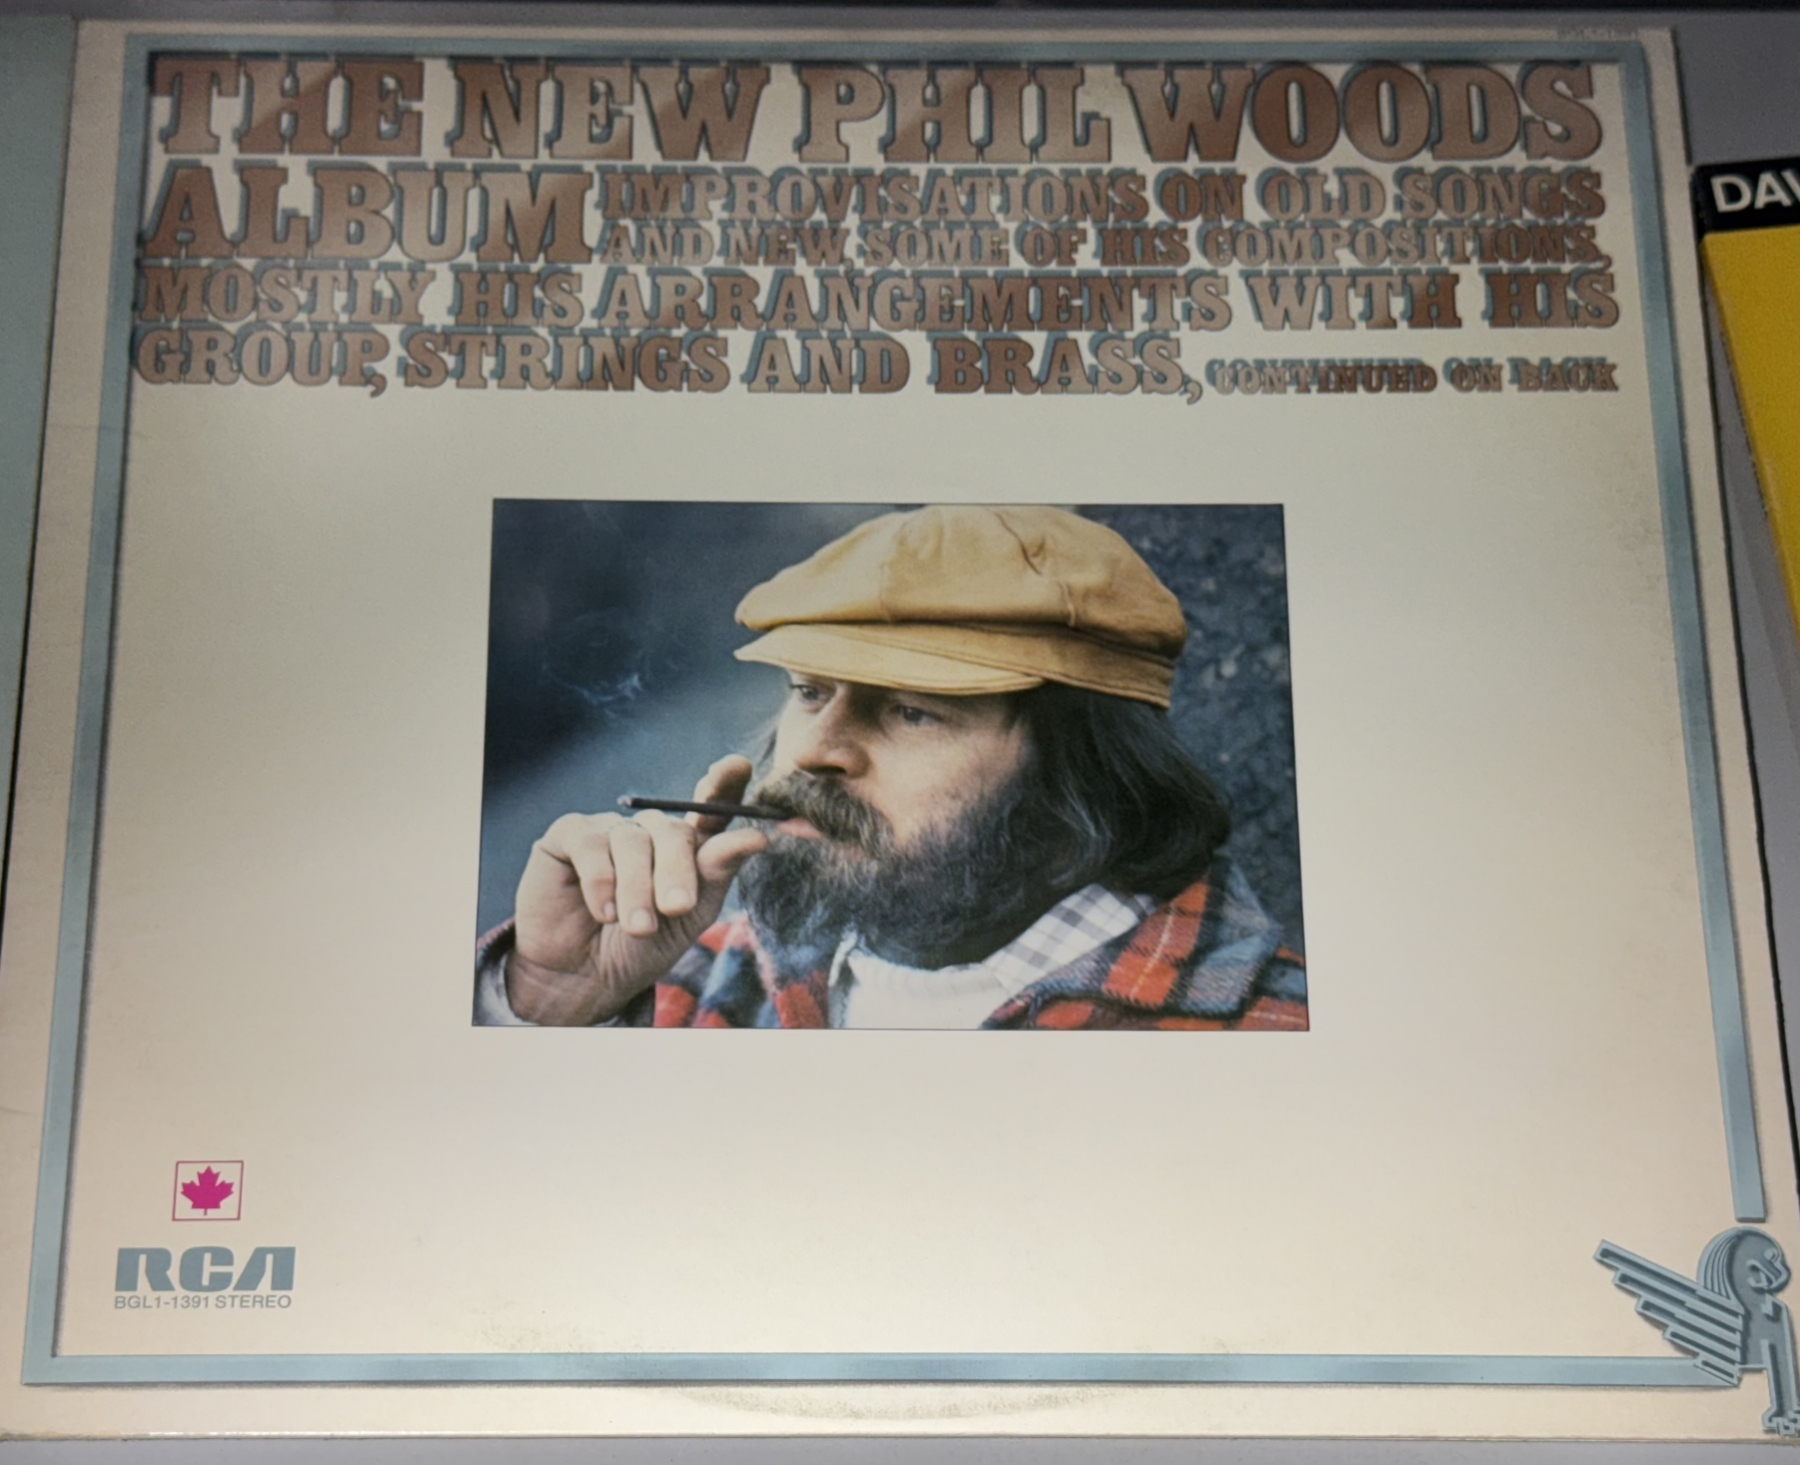 THE NEW PHIL WOODS
ALBUM IMPROVISATIONS ON OLD SONGS
AND NEW, SOME OF HIS COMPOSITIONS,
MOSTLY HIS ARRANGEMENTS WITH HIS
GROUP, STRINGS AND BRASS, CONTINUED ON BACK
DAV
RCA
BGL1-1391 STEREO